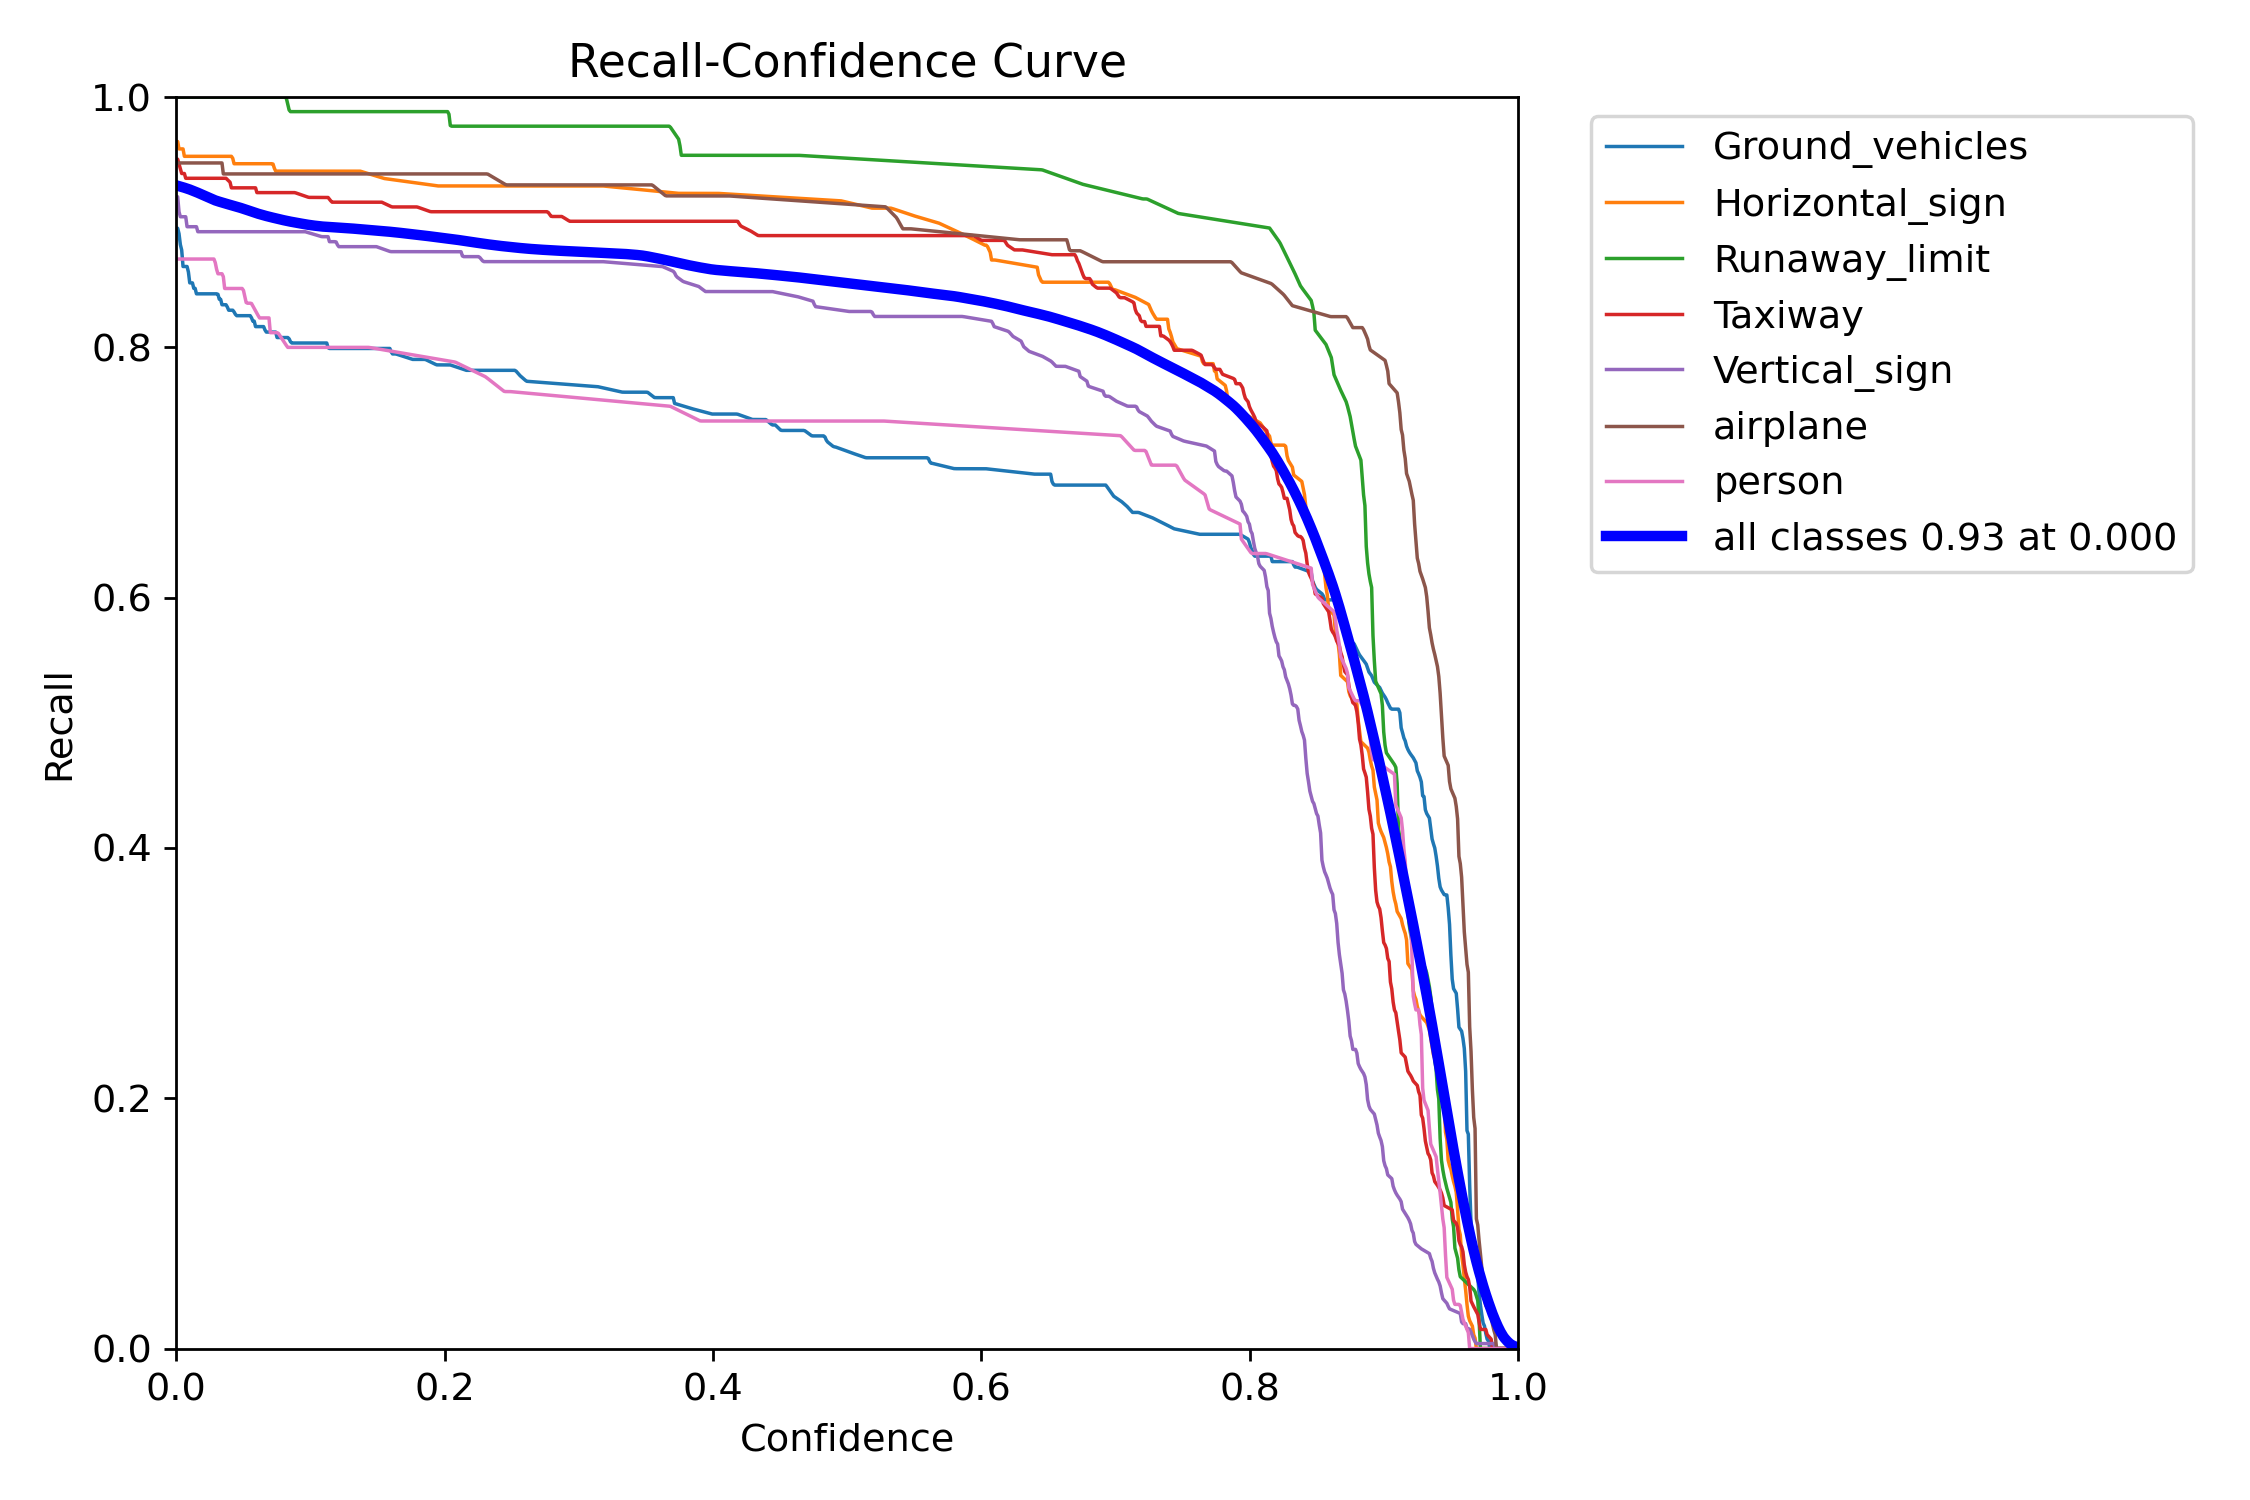 Recall-Confidence Curve
1.0
0.8
0.6
0.4
0.2
0.0
Recall
0.0 0.2 0.4 0.6 0.8 1.0
Confidence
Ground_vehicles
Horizontal_sign
Runaway_limit
Taxiway
Vertical_sign
airplane
person
all classes 0.93 at 0.000